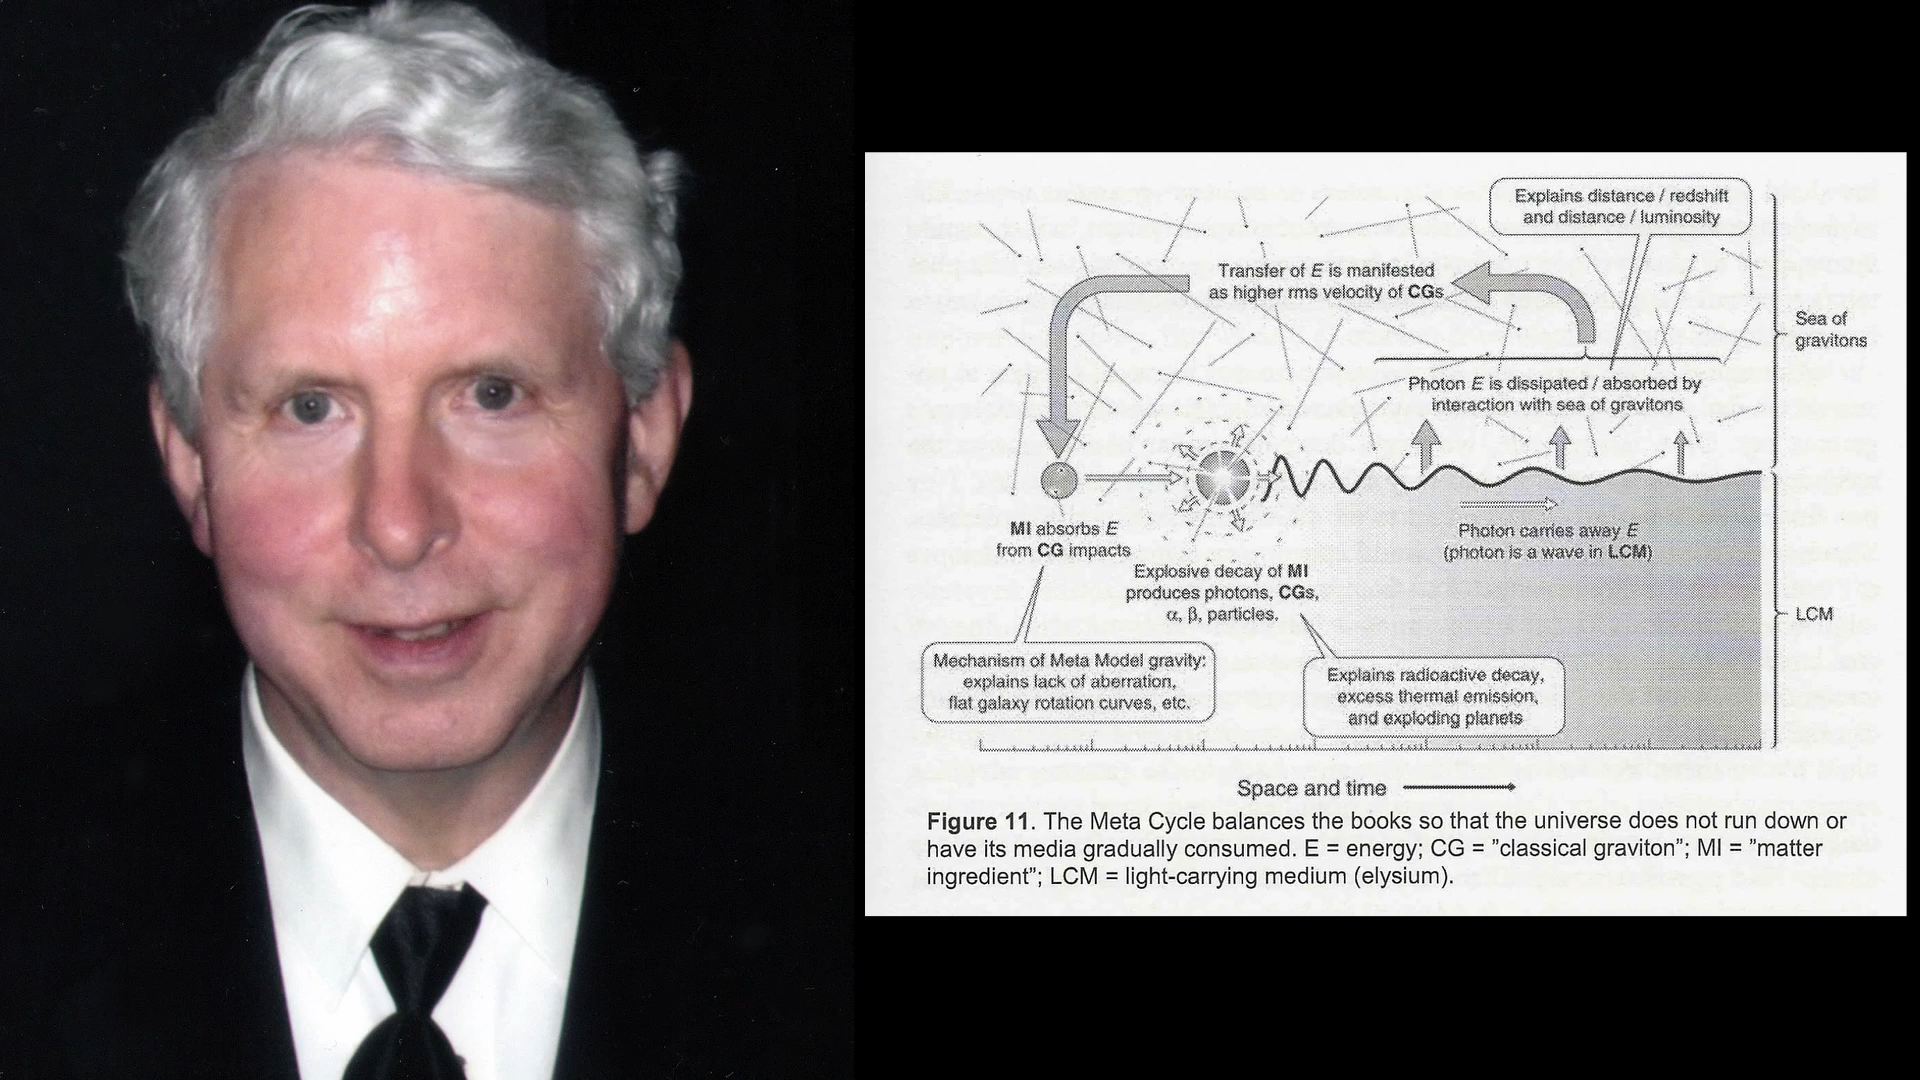 Explains distance / redshift
and distance / luminosity
Transfer of E is manifested
as higher rms velocity of CGs
Sea of
gravitons
Photon E is dissipated / absorbed by
interaction with sea of gravitons
MI absorbs E
from CG impacts
Photon carries away E
(photon is a wave in LCM)
Explosive decay of MI
produces photons, CGs,
α, β, particles.
LCM
Mechanism of Meta Model gravity:
explains lack of aberration,
flat galaxy rotation curves, etc.
Explains radioactive decay,
excess thermal emission,
and exploding planets
Space and time
Figure 11. The Meta Cycle balances the books so that the universe does not run down or
have its media gradually consumed. E = energy; CG = ”classical graviton”; MI = ”matter
ingredient”; LCM = light-carrying medium (elysium).